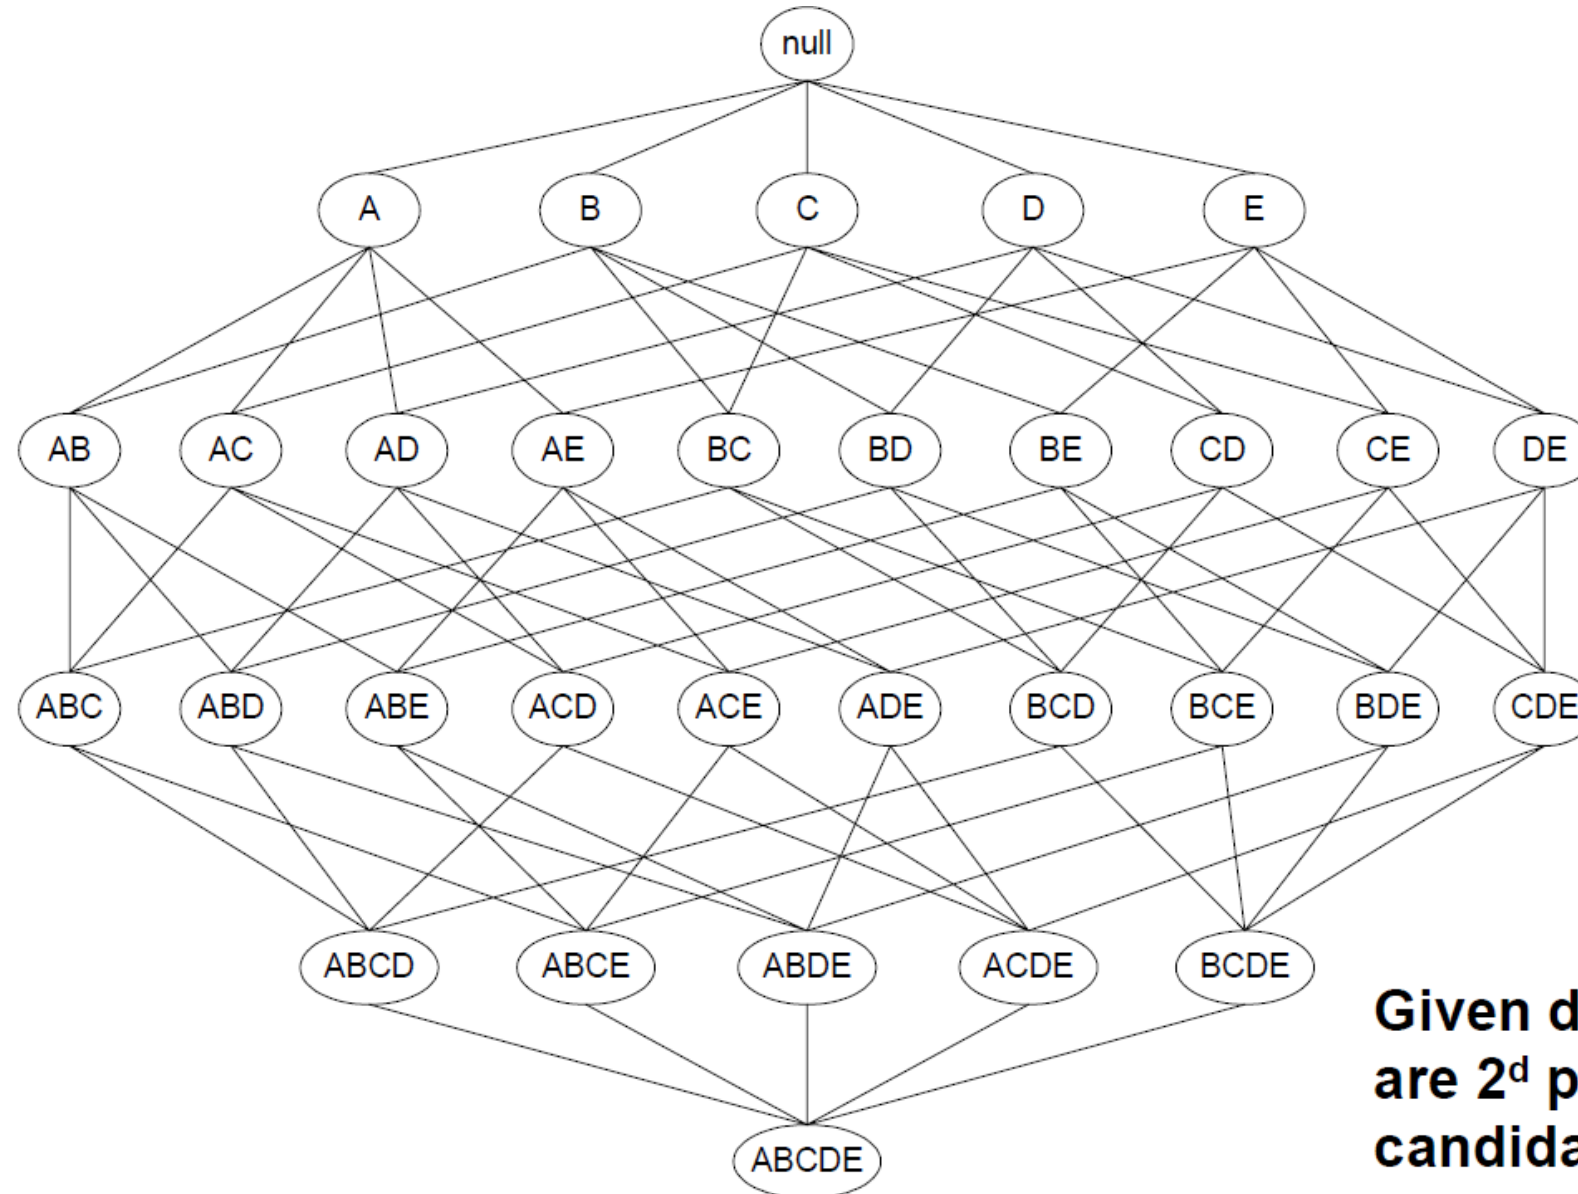 null
A B C D E
AB AC AD AE BC BD BE CD CE DE
ABC ABD ABE ACD ACE ADE BCD BCE BDE CDE
ABCD ABCE ABDE ACDE BCDE
Given d
are 2ᵈ p
candida
ABCDE